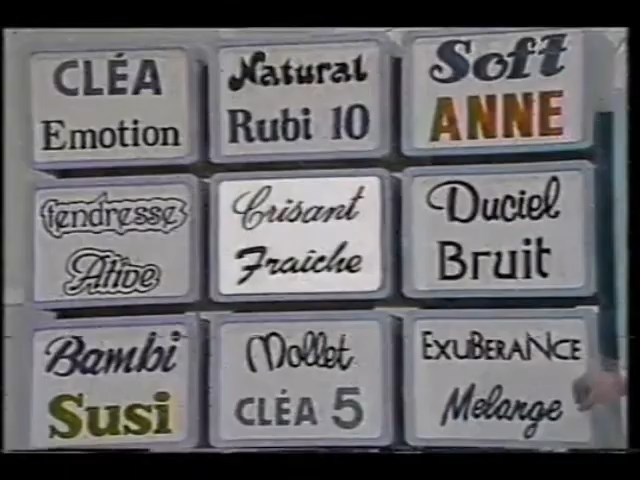 CLÉA
Emotion
Natural
Rubi 10
Soft
ANNE
tendresse
Ative
Crisant
Fraiche
Duciel
Bruit
Bambi
Susi
Mollet
CLÉA 5
EXUBERANCE
Melange